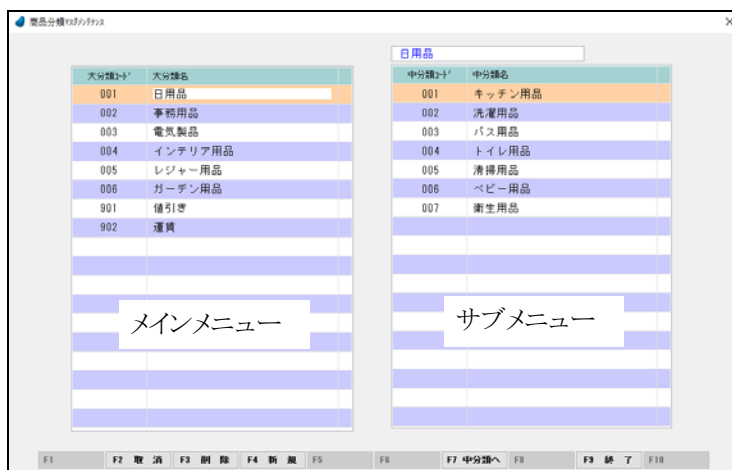 商品分類ﾏｽﾀﾒﾝﾃﾅﾝｽ
日用品
大分類ｺｰﾄﾞ 大分類名
001 日用品
002 事務用品
003 電気製品
004 インテリア用品
005 レジャー用品
006 ガーデン用品
901 値引き
902 運賃
メインメニュー
中分類ｺｰﾄﾞ 中分類名
001 キッチン用品
002 洗濯用品
003 バス用品
004 トイレ用品
005 清掃用品
006 ベビー用品
007 衛生用品
サブメニュー
F1 F2 取 消 F3 削 除 F4 新 規 F5 F6 F7 中分類へ F8 F9 終 了 F10